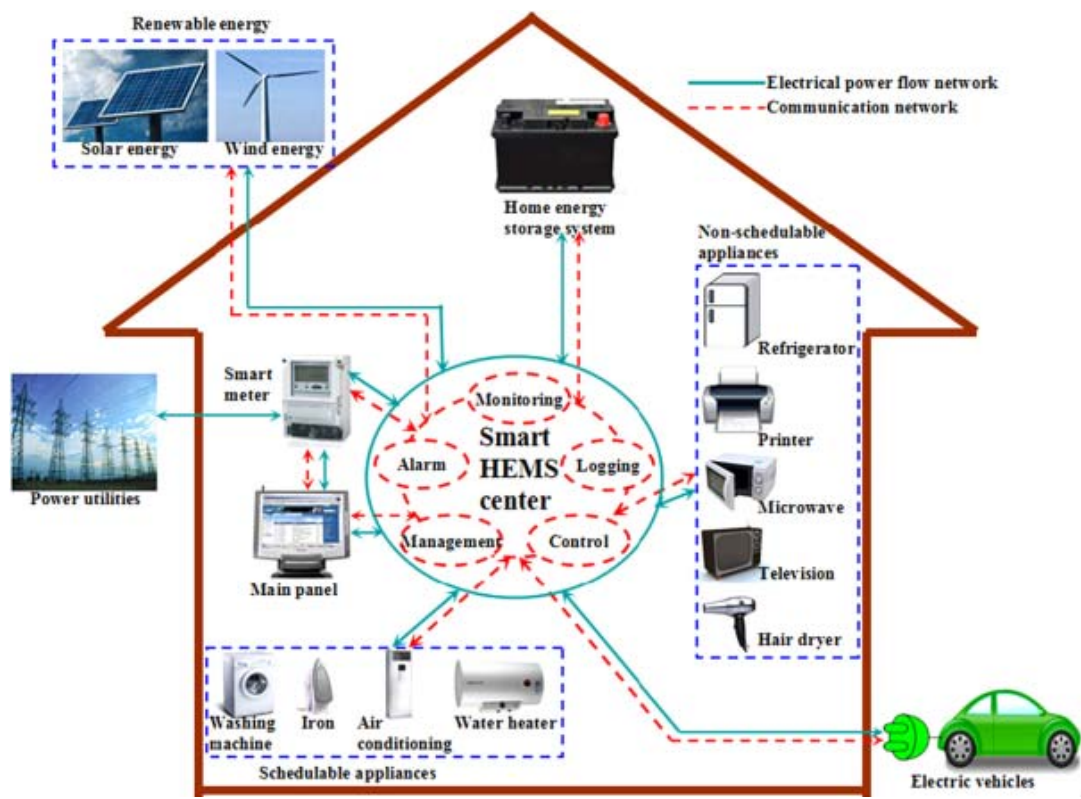 Renewable energy
Solar energy
Wind energy
Electrical power flow network
Communication network
Home energy
storage system
Non-schedulable
appliances
Refrigerator
Printer
Microwave
Television
Hair dryer
Smart
meter
Power utilities
Main panel
Monitoring
Smart
HEMS
center
Alarm
Logging
Management
Control
Washing
machine
Iron
Air
conditioning
Water heater
Schedulable appliances
Electric vehicles